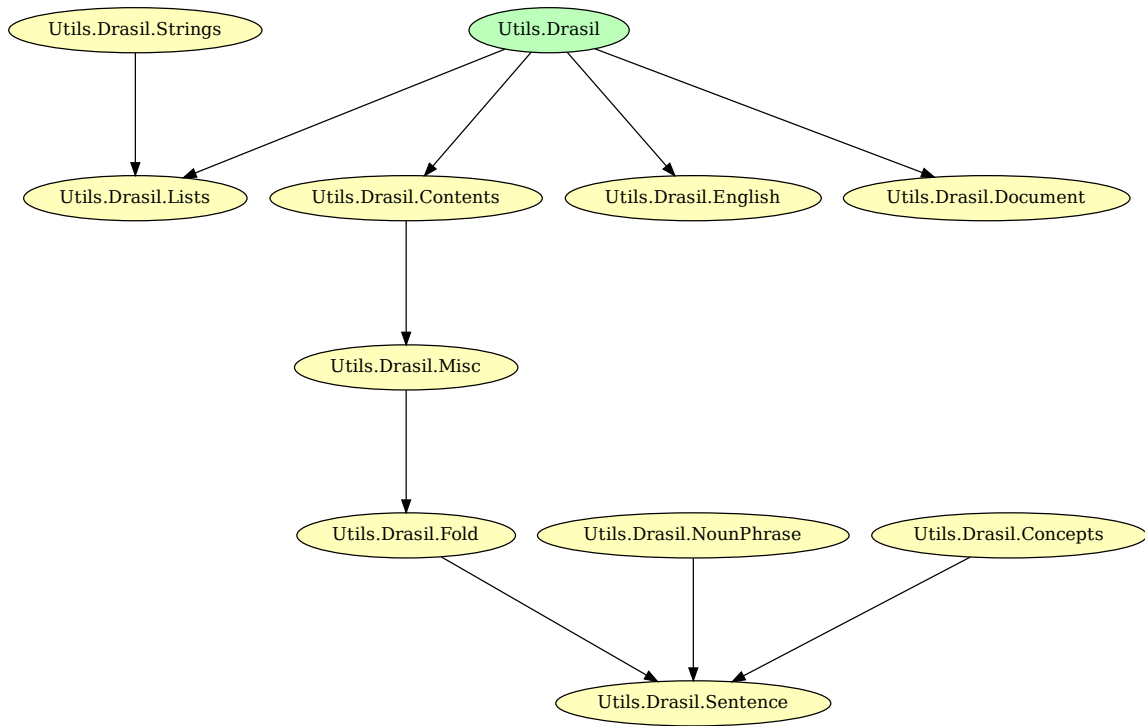 Utils.Drasil.Strings
Utils.Drasil
Utils.Drasil.Lists
Utils.Drasil.Contents
Utils.Drasil.English
Utils.Drasil.Document
Utils.Drasil.Misc
Utils.Drasil.Fold
Utils.Drasil.NounPhrase
Utils.Drasil.Concepts
Utils.Drasil.Sentence